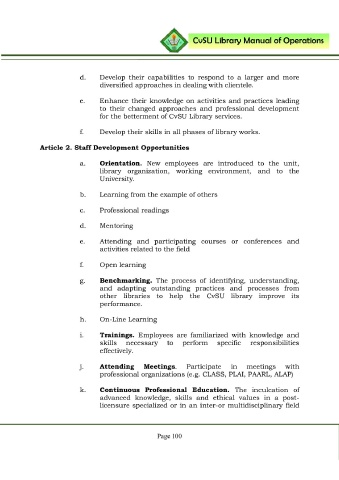 CvSU Library Manual of Operations
d. Develop their capabilities to respond to a larger and more
diversified approaches in dealing with clientele.
e. Enhance their knowledge on activities and practices leading
to their changed approaches and professional development
for the betterment of CvSU Library services.
f. Develop their skills in all phases of library works.
Article 2. Staff Development Opportunities
a. Orientation. New employees are introduced to the unit,
library organization, working environment, and to the
University.
b. Learning from the example of others
c. Professional readings
d. Mentoring
e. Attending and participating courses or conferences and
activities related to the field
f. Open learning
g. Benchmarking. The process of identifying, understanding,
and adapting outstanding practices and processes from
other libraries to help the CvSU library improve its
performance.
h. On-Line Learning
i. Trainings. Employees are familiarized with knowledge and
skills necessary to perform specific responsibilities
effectively.
j. Attending Meetings. Participate in meetings with
professional organizations (e.g. CLASS, PLAI, PAARL, ALAP)
k. Continuous Professional Education. The inculcation of
advanced knowledge, skills and ethical values in a post-
licensure specialized or in an inter-or multidisciplinary field
Page 100